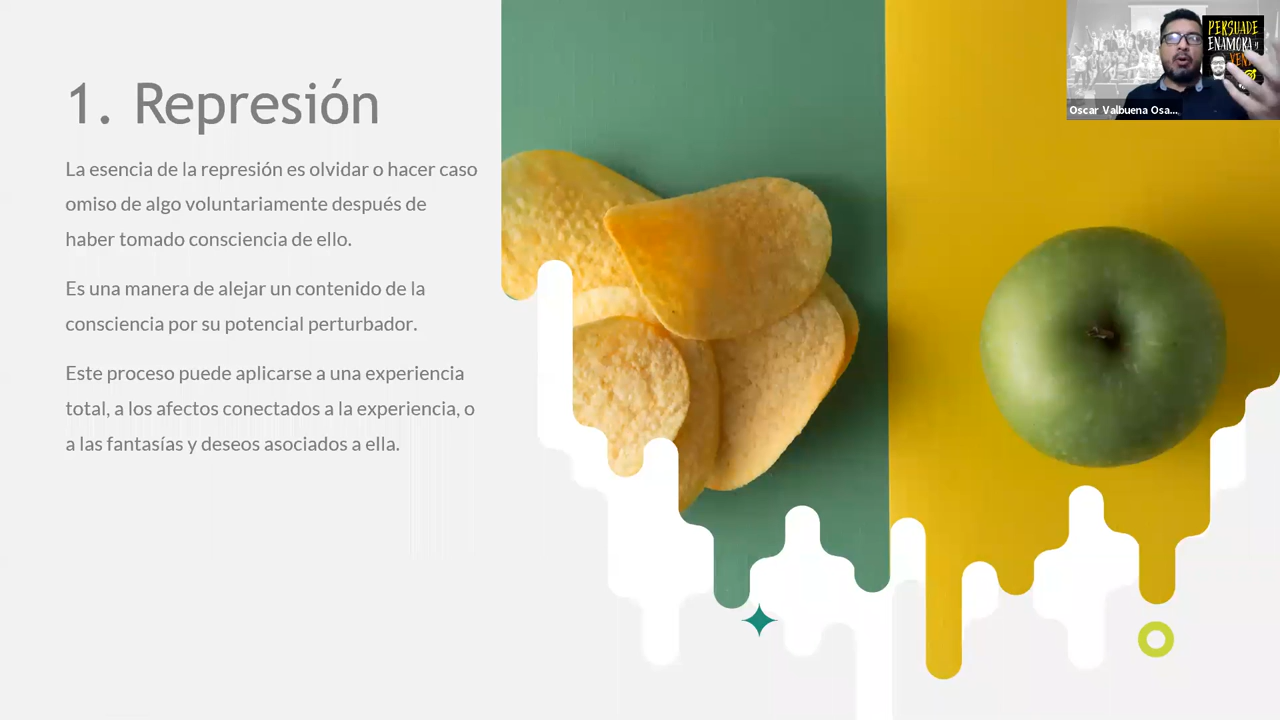 1. Represión
La esencia de la represión es olvidar o hacer caso
omiso de algo voluntariamente después de
haber tomado consciencia de ello.
Es una manera de alejar un contenido de la
consciencia por su potencial perturbador.
Este proceso puede aplicarse a una experiencia
total, a los afectos conectados a la experiencia, o
a las fantasías y deseos asociados a ella.
PERSUADE
ENAMORA y
Oscar Valbuena Osa...